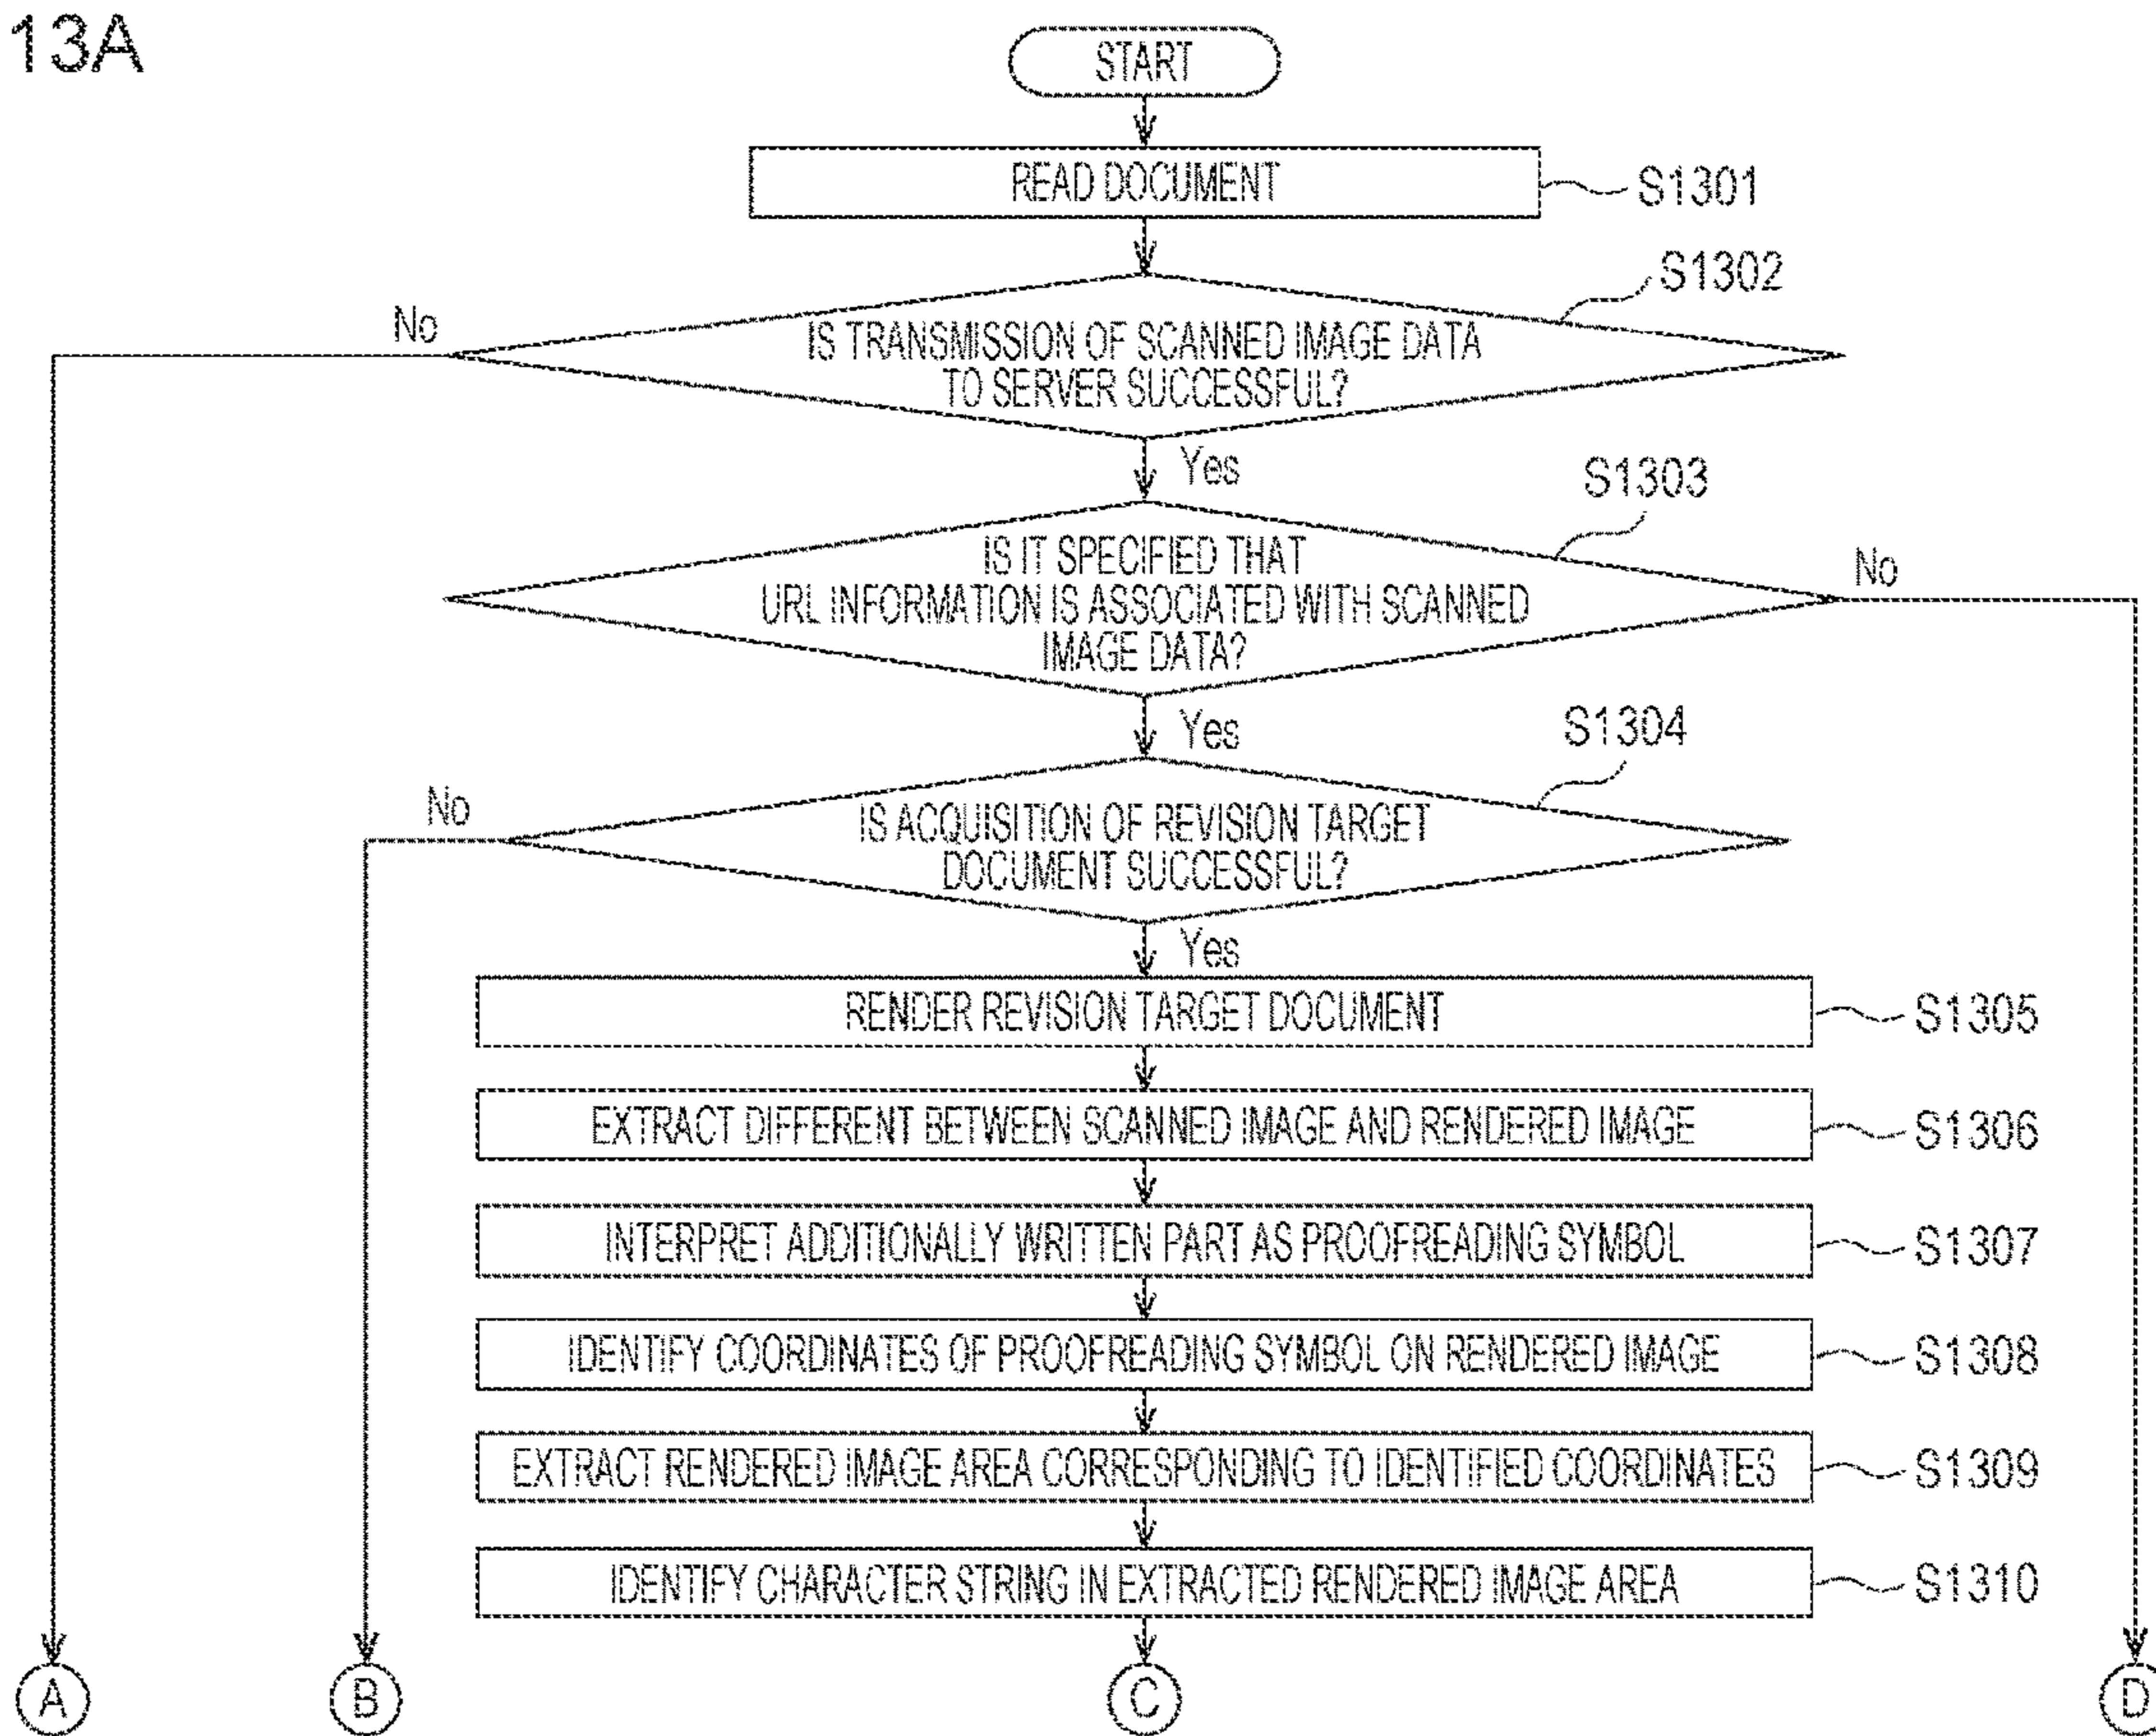 13A
START
READ DOCUMENT
S1301
S1302
No
IS TRANSMISSION OF SCANNED IMAGE DATA
TO SERVER SUCCESSFUL?
Yes
S1303
IS IT SPECIFIED THAT
URL INFORMATION IS ASSOCIATED WITH SCANNED
IMAGE DATA?
No
Yes
S1304
No
IS ACQUISITION OF REVISION TARGET
DOCUMENT SUCCESSFUL?
Yes
RENDER REVISION TARGET DOCUMENT
S1305
EXTRACT DIFFERENT BETWEEN SCANNED IMAGE AND RENDERED IMAGE
S1306
INTERPRET ADDITIONALLY WRITTEN PART AS PROOFREADING SYMBOL
S1307
IDENTIFY COORDINATES OF PROOFREADING SYMBOL ON RENDERED IMAGE
S1308
EXTRACT RENDERED IMAGE AREA CORRESPONDING TO IDENTIFIED COORDINATES
S1309
IDENTIFY CHARACTER STRING IN EXTRACTED RENDERED IMAGE AREA
S1310
A
B
C
D